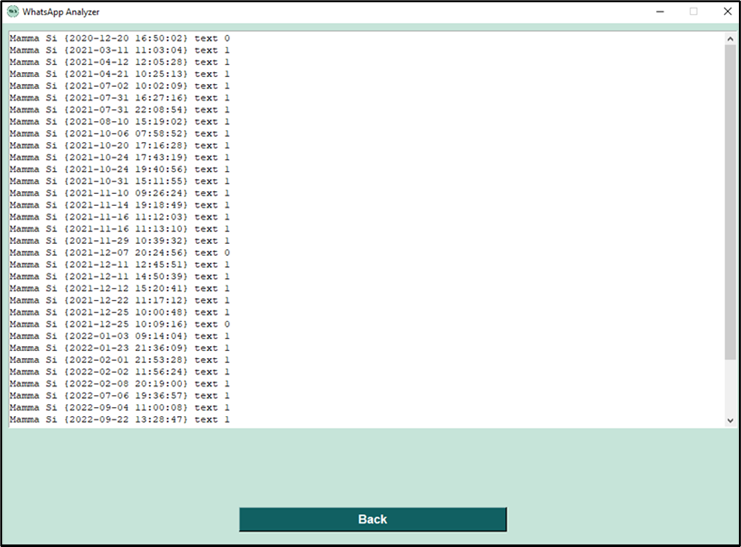 WhatsApp Analyzer
Mamma Si {2020-12-20 16:50:02} text 0
Mamma Si {2021-03-11 11:03:04} text 1
Mamma Si {2021-04-12 12:05:28} text 1
Mamma Si {2021-04-21 10:25:13} text 1
Mamma Si {2021-07-02 10:02:09} text 1
Mamma Si {2021-07-31 16:27:16} text 1
Mamma Si {2021-07-31 22:08:54} text 1
Mamma Si {2021-08-10 15:19:02} text 1
Mamma Si {2021-10-06 07:58:52} text 1
Mamma Si {2021-10-20 17:16:28} text 1
Mamma Si {2021-10-24 17:43:19} text 1
Mamma Si {2021-10-24 19:40:56} text 1
Mamma Si {2021-10-31 15:11:55} text 1
Mamma Si {2021-11-10 09:26:24} text 1
Mamma Si {2021-11-14 19:18:49} text 1
Mamma Si {2021-11-16 11:12:03} text 1
Mamma Si {2021-11-16 11:13:10} text 1
Mamma Si {2021-11-29 10:39:32} text 1
Mamma Si {2021-12-07 20:24:56} text 0
Mamma Si {2021-12-11 12:45:51} text 1
Mamma Si {2021-12-11 14:50:39} text 1
Mamma Si {2021-12-12 15:20:41} text 1
Mamma Si {2021-12-22 11:17:12} text 1
Mamma Si {2021-12-25 10:00:48} text 1
Mamma Si {2021-12-25 10:09:16} text 0
Mamma Si {2022-01-03 09:14:04} text 1
Mamma Si {2022-01-23 21:36:09} text 1
Mamma Si {2022-02-01 21:53:28} text 1
Mamma Si {2022-02-02 11:56:24} text 1
Mamma Si {2022-02-08 20:19:00} text 1
Mamma Si {2022-07-06 19:36:57} text 1
Mamma Si {2022-09-04 11:00:08} text 1
Mamma Si {2022-09-22 13:28:47} text 1
Back